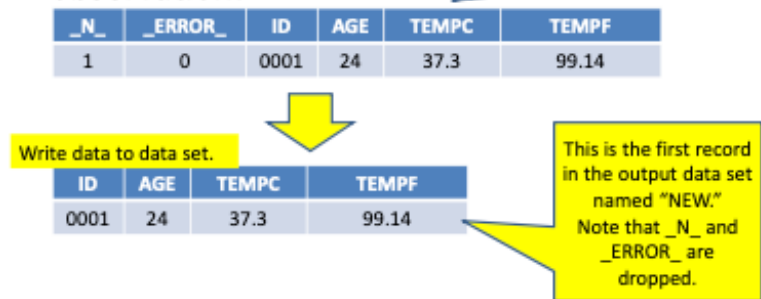 _N_ _ERROR_ ID AGE TEMPC TEMPF
1 0 0001 24 37.3 99.14
Write data to data set.
ID AGE TEMPC TEMPF
0001 24 37.3 99.14
This is the first record
in the output data set
named “NEW.”
Note that _N_ and
_ERROR_ are
dropped.